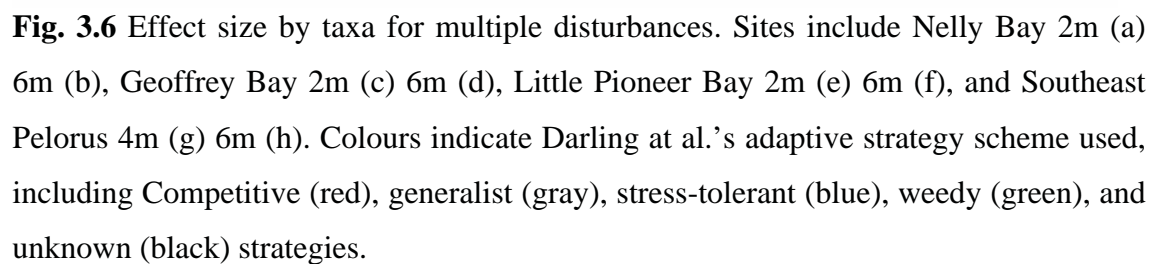 Fig. 3.6 Effect size by taxa for multiple disturbances. Sites include Nelly Bay 2m (a)
6m (b), Geoffrey Bay 2m (c) 6m (d), Little Pioneer Bay 2m (e) 6m (f), and Southeast
Pelorus 4m (g) 6m (h). Colours indicate Darling at al.’s adaptive strategy scheme used,
including Competitive (red), generalist (gray), stress-tolerant (blue), weedy (green), and
unknown (black) strategies.